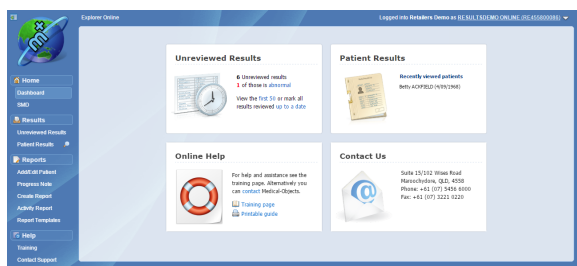 Explorer Online
Logged into Retailers Demo as RESULTSDEMO ONLINE (RE455600088)
mix
Home
Dashboard
SMD
Results
Unreviewed Results
Patient Results
Reports
Add/Edit Patient
Progress Note
Create Report
Activity Report
Report Templates
Help
Training
Contact Support
Unreviewed Results
6 Unreviewed results
1 of those is abnormal
View the first 50 or mark all
results reviewed up to a date
Patient Results
Recently viewed patients
Betty ACHFIELD (9/09/1968)
Online Help
For help and assistance see the
training page. Alternatively you
can contact Medical-Objects.
Training page
Printable guide
Contact Us
Suite 15/102 Wises Road
Maroochydore, QLD, 4558
Phone: +61 (07) 5456 6000
Fax: +61 (07) 3221 0220